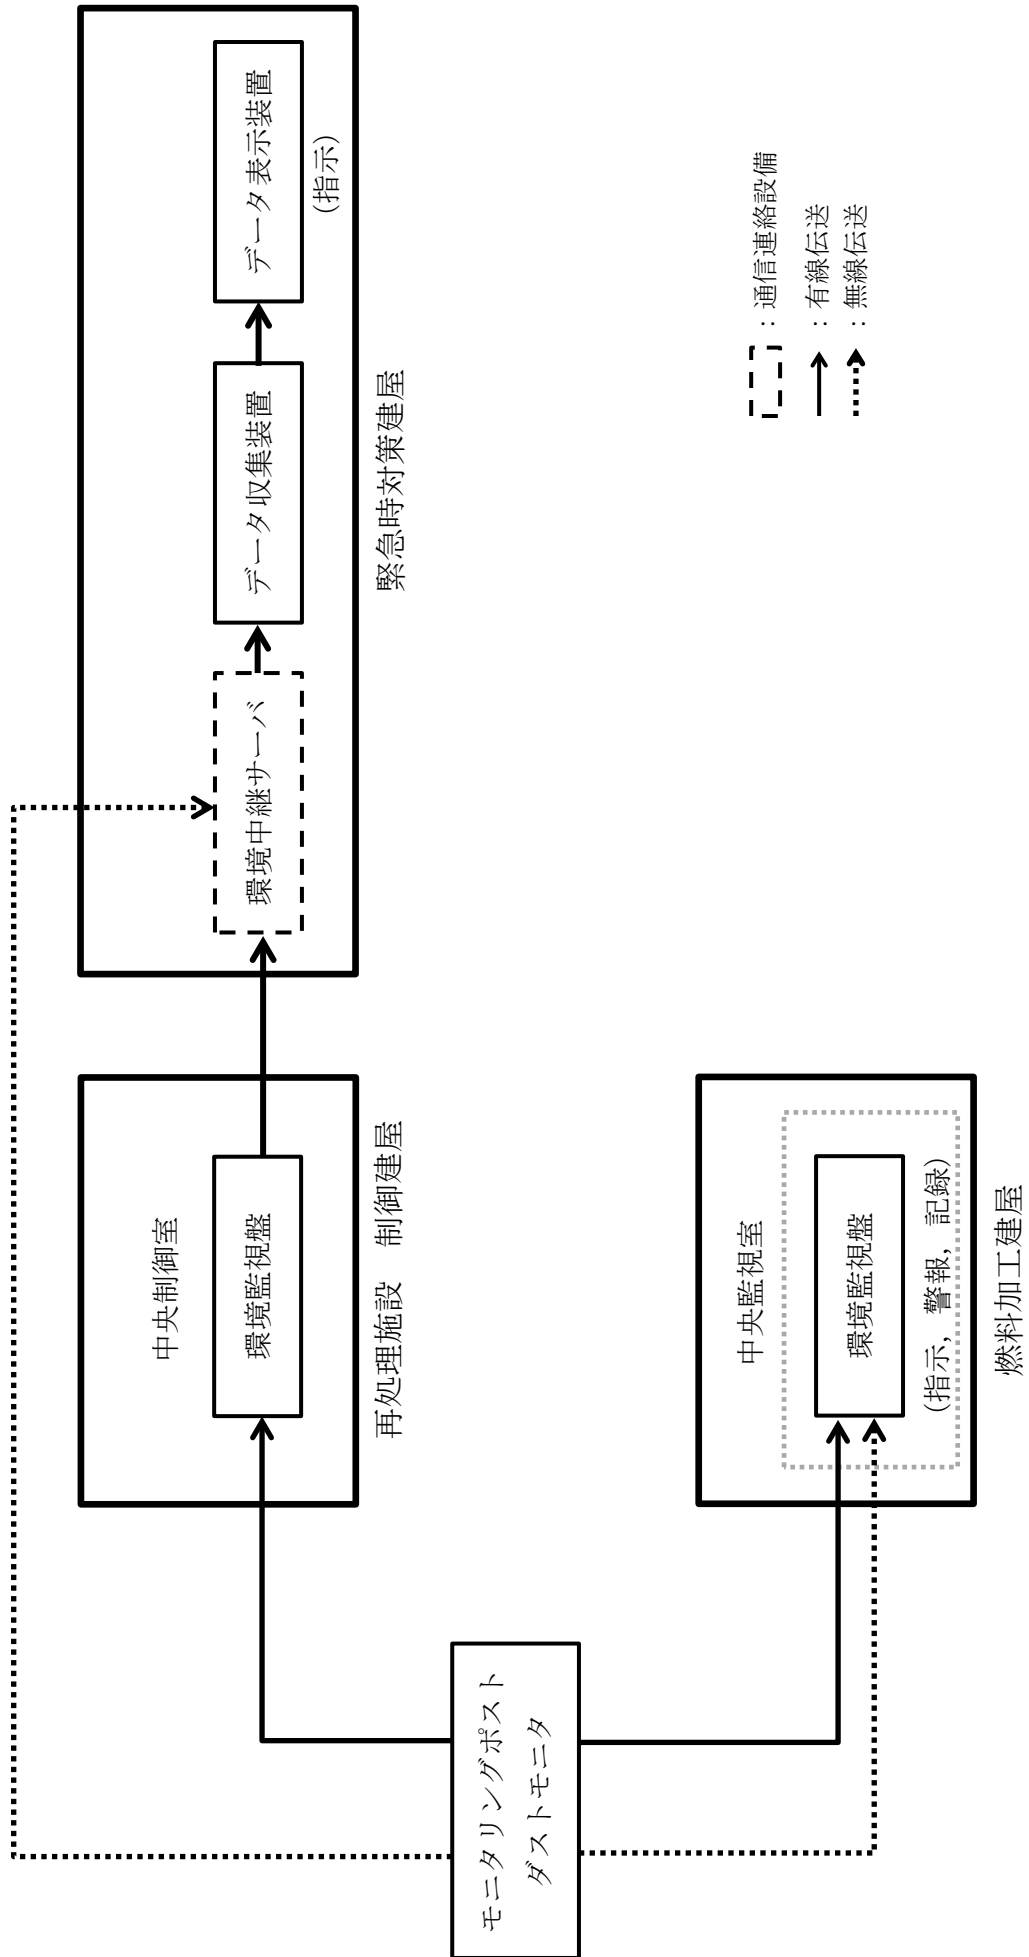 モニタリングポスト
ダストモニタ
中央制御室
環境監視盤
再処理施設　制御建屋
環境中継サーバ
データ収集装置
データ表示装置
(指示)
緊急時対策建屋
中央監視室
環境監視盤
(指示，警報，記録)
燃料加工建屋
：通信連絡設備
：有線伝送
：無線伝送